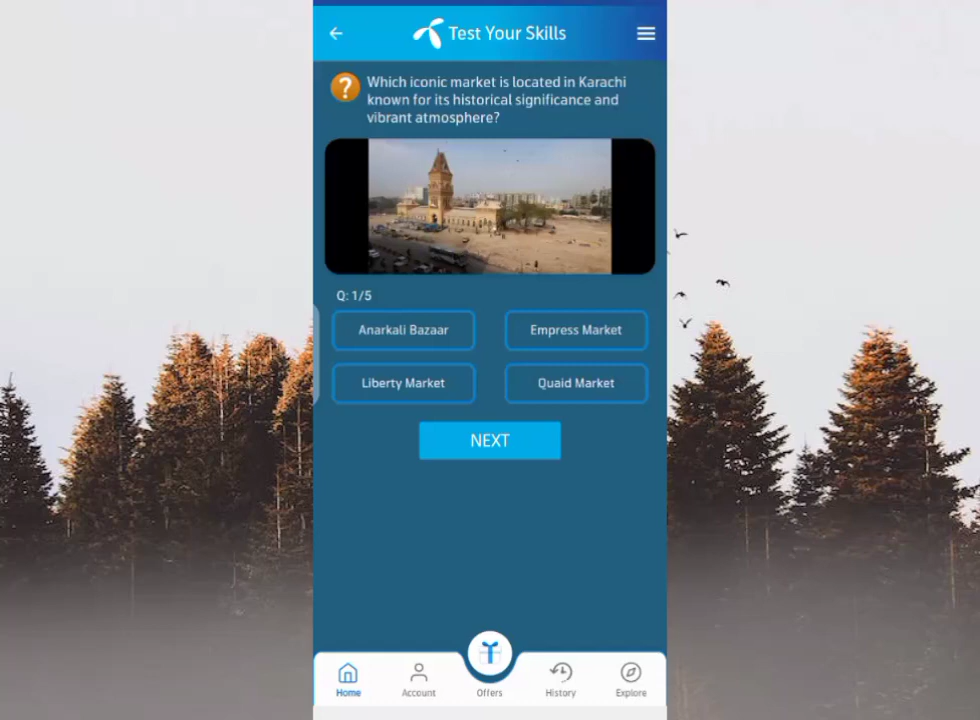 Test Your Skills
Which iconic market is located in Karachi
known for its historical significance and
vibrant atmosphere?
Q: 1/5
Anarkali Bazaar
Empress Market
Liberty Market
Quaid Market
NEXT
Home
Account
Offers
History
Explore